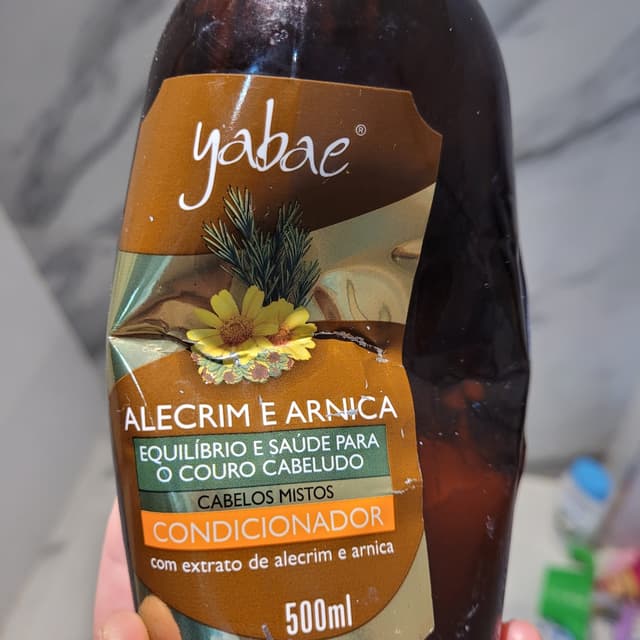 yabae®
ALECRIM E ARNICA
EQUILÍBRIO E SAÚDE PARA
O COURO CABELUDO
CABELOS MISTOS
CONDICIONADOR
com extrato de alecrim e arnica
500ml